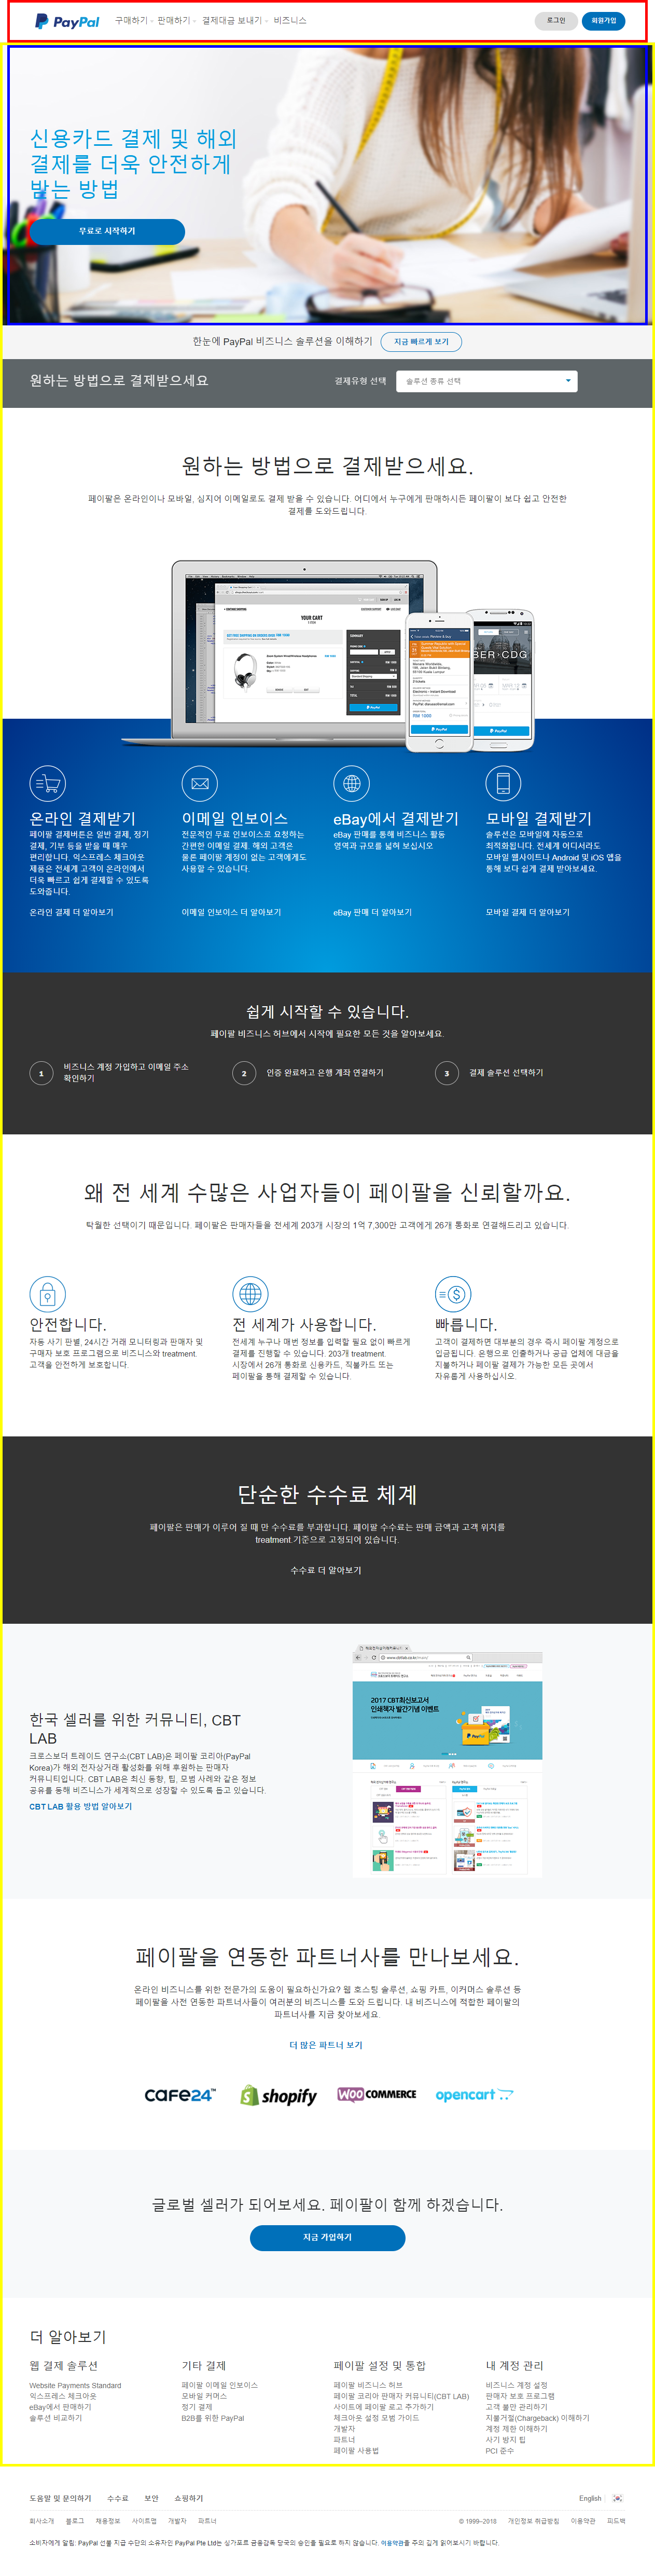 PayPal 구매하기 판매하기 결제대금 보내기 비즈니스 로그인 회원가입
신용카드 결제 및 해외
결제를 더욱 안전하게
받는 방법
무료로 시작하기
한눈에 PayPal 비즈니스 솔루션을 이해하기 지금 빠르게 보기
원하는 방법으로 결제받으세요 결제유형 선택 솔루션 종류 선택
원하는 방법으로 결제받으세요.
페이팔은 온라인이나 모바일, 심지어 이메일로도 결제 받을 수 있습니다. 어디에서 누구에게 판매하시든 페이팔이 보다 쉽고 안전한
결제를 도와드립니다.
YOUR CART
PayPal
PayPal
PayPal
온라인 결제받기
페이팔 결제버튼은 일반 결제, 정기
결제, 기부 등을 받을 때 매우
편리합니다. 익스프레스 체크아웃
제품은 전세계 고객이 온라인에서
더욱 빠르고 쉽게 결제할 수 있도록
도와줍니다.
온라인 결제 더 알아보기
이메일 인보이스
전문적인 무료 인보이스로 요청하는
간편한 이메일 결제. 해외 고객은
물론 페이팔 계정이 없는 고객에게도
사용할 수 있습니다.
이메일 인보이스 더 알아보기
eBay에서 결제받기
eBay 판매를 통해 비즈니스 활동
영역과 규모를 넓혀 보십시오
eBay 판매 더 알아보기
모바일 결제받기
솔루션은 모바일에 자동으로
최적화됩니다. 전세계 어디서라도
모바일 웹사이트나 Android 및 iOS 앱을
통해 보다 쉽게 결제 받아보세요.
모바일 결제 더 알아보기
쉽게 시작할 수 있습니다.
페이팔 비즈니스 허브에서 시작에 필요한 모든 것을 알아보세요.
1 비즈니스 계정 가입하고 이메일 주소
확인하기
2 인증 완료하고 은행 계좌 연결하기
3 결제 솔루션 선택하기
왜 전 세계 수많은 사업자들이 페이팔을 신뢰할까요.
탁월한 선택이기 때문입니다. 페이팔은 판매자들을 전세계 203개 시장의 1억 7,300만 고객에게 26개 통화로 연결해드리고 있습니다.
안전합니다.
자동 사기 판별, 24시간 거래 모니터링과 판매자 및
구매자 보호 프로그램으로 비즈니스와 treatment.
고객을 안전하게 보호합니다.
전 세계가 사용합니다.
전세계 누구나 매번 정보를 입력할 필요 없이 빠르게
결제를 진행할 수 있습니다. 203개 treatment.
시장에서 26개 통화로 신용카드, 직불카드 또는
페이팔을 통해 결제할 수 있습니다.
빠릅니다.
고객이 결제하면 대부분의 경우 즉시 페이팔 계정으로
입금됩니다. 은행으로 인출하거나 공급 업체에 대금을
지불하거나 페이팔 결제가 가능한 모든 곳에서
자유롭게 사용하십시오.
단순한 수수료 체계
페이팔은 판매가 이루어 질 때 만 수수료를 부과합니다. 페이팔 수수료는 판매 금액과 고객 위치를
treatment.기준으로 고정되어 있습니다.
수수료 더 알아보기
한국 셀러를 위한 커뮤니티, CBT
LAB
크로스보더 트레이드 연구소(CBT LAB)은 페이팔 코리아(PayPal
Korea)가 해외 전자상거래 활성화를 위해 후원하는 판매자
커뮤니티입니다. CBT LAB은 최신 동향, 팁, 모범 사례와 같은 정보
공유를 통해 비즈니스가 세계적으로 성장할 수 있도록 돕고 있습니다.
CBT LAB 활용 방법 알아보기
2017 CBT최신보고서
인쇄책자 발간기념 이벤트
페이팔을 연동한 파트너사를 만나보세요.
온라인 비즈니스를 위한 전문가의 도움이 필요하신가요? 웹 호스팅 솔루션, 쇼핑 카트, 이커머스 솔루션 등
페이팔을 사전 연동한 파트너사들이 여러분의 비즈니스를 도와 드립니다. 내 비즈니스에 적합한 페이팔의
파트너사를 지금 찾아보세요.
더 많은 파트너 보기
cafe24™ shopify WOO COMMERCE opencart
글로벌 셀러가 되어보세요. 페이팔이 함께 하겠습니다.
지금 가입하기
더 알아보기
웹 결제 솔루션
Website Payments Standard
익스프레스 체크아웃
eBay에서 판매하기
솔루션 비교하기
기타 결제
페이팔 이메일 인보이스
모바일 커머스
정기 결제
B2B를 위한 PayPal
페이팔 설정 및 통합
페이팔 비즈니스 허브
페이팔 코리아 판매자 커뮤니티(CBT LAB)
사이트에 페이팔 로고 추가하기
체크아웃 설정 모범 가이드
개발자
파트너
페이팔 사용법
내 계정 관리
비즈니스 계정 설정
판매자 보호 프로그램
고객 불만 관리하기
지불거절(Chargeback) 이해하기
계정 제한 이해하기
사기 방지 팁
PCI 준수
도움말 및 문의하기 수수료 보안 쇼핑하기 English
회사소개 블로그 채용정보 사이트맵 개발자 파트너 © 1999–2018 개인정보 취급방침 이용약관 피드백
소비자에게 알림: PayPal 선불 지급 수단의 소유자인 PayPal Pte Ltd는 싱가포르 금융감독 당국의 승인을 필요로 하지 않습니다. 이용약관을 주의 깊게 읽어보시기 바랍니다.